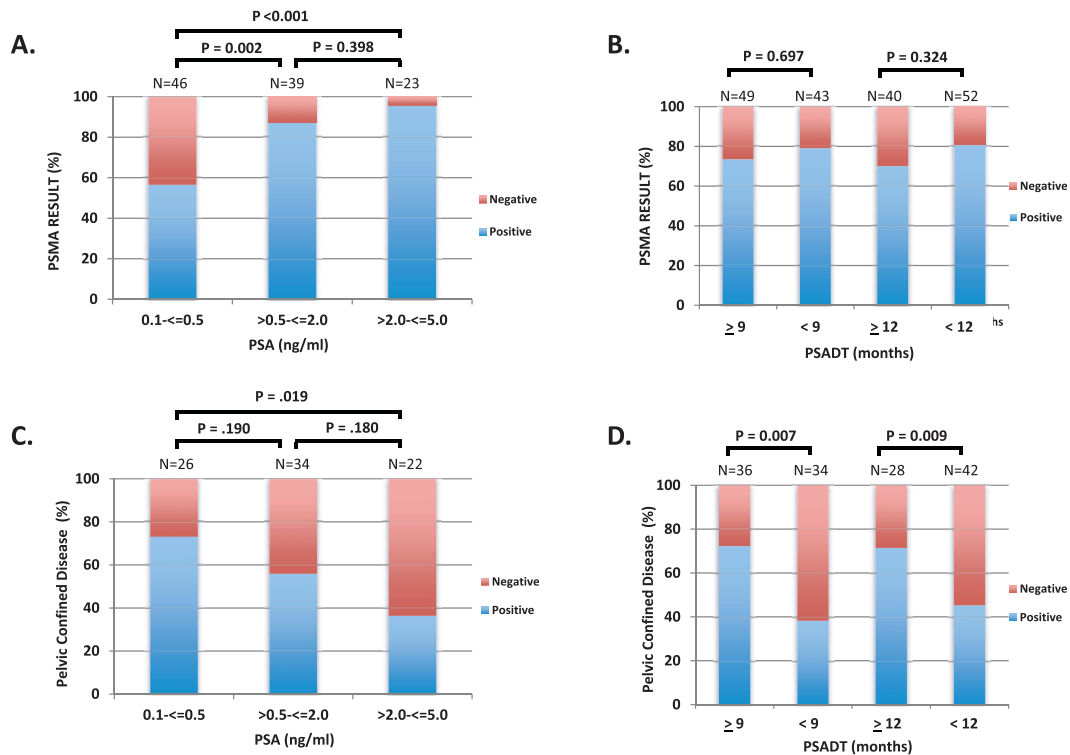 A.
P <0.001
P = 0.002
P = 0.398
N=46
N=39
N=23
100
80
60
40
20
0
PSMA RESULT (%)
Negative
Positive
0.1-<=0.5
>0.5-<=2.0
>2.0-<=5.0
PSA (ng/ml)
B.
P = 0.697
P = 0.324
N=49
N=43
N=40
N=52
100
80
60
40
20
0
PSMA RESULT (%)
Negative
Positive
≥ 9
< 9
≥ 12
< 12
hs
PSADT (months)
C.
P = .019
P = .190
P = .180
N=26
N=34
N=22
100
80
60
40
20
0
Pelvic Confined Disease (%)
Negative
Positive
0.1-<=0.5
>0.5-<=2.0
>2.0-<=5.0
PSA (ng/ml)
D.
P = 0.007
P = 0.009
N=36
N=34
N=28
N=42
100
80
60
40
20
0
Pelvic Confined Disease (%)
Negative
Positive
≥ 9
< 9
≥ 12
< 12
PSADT (months)